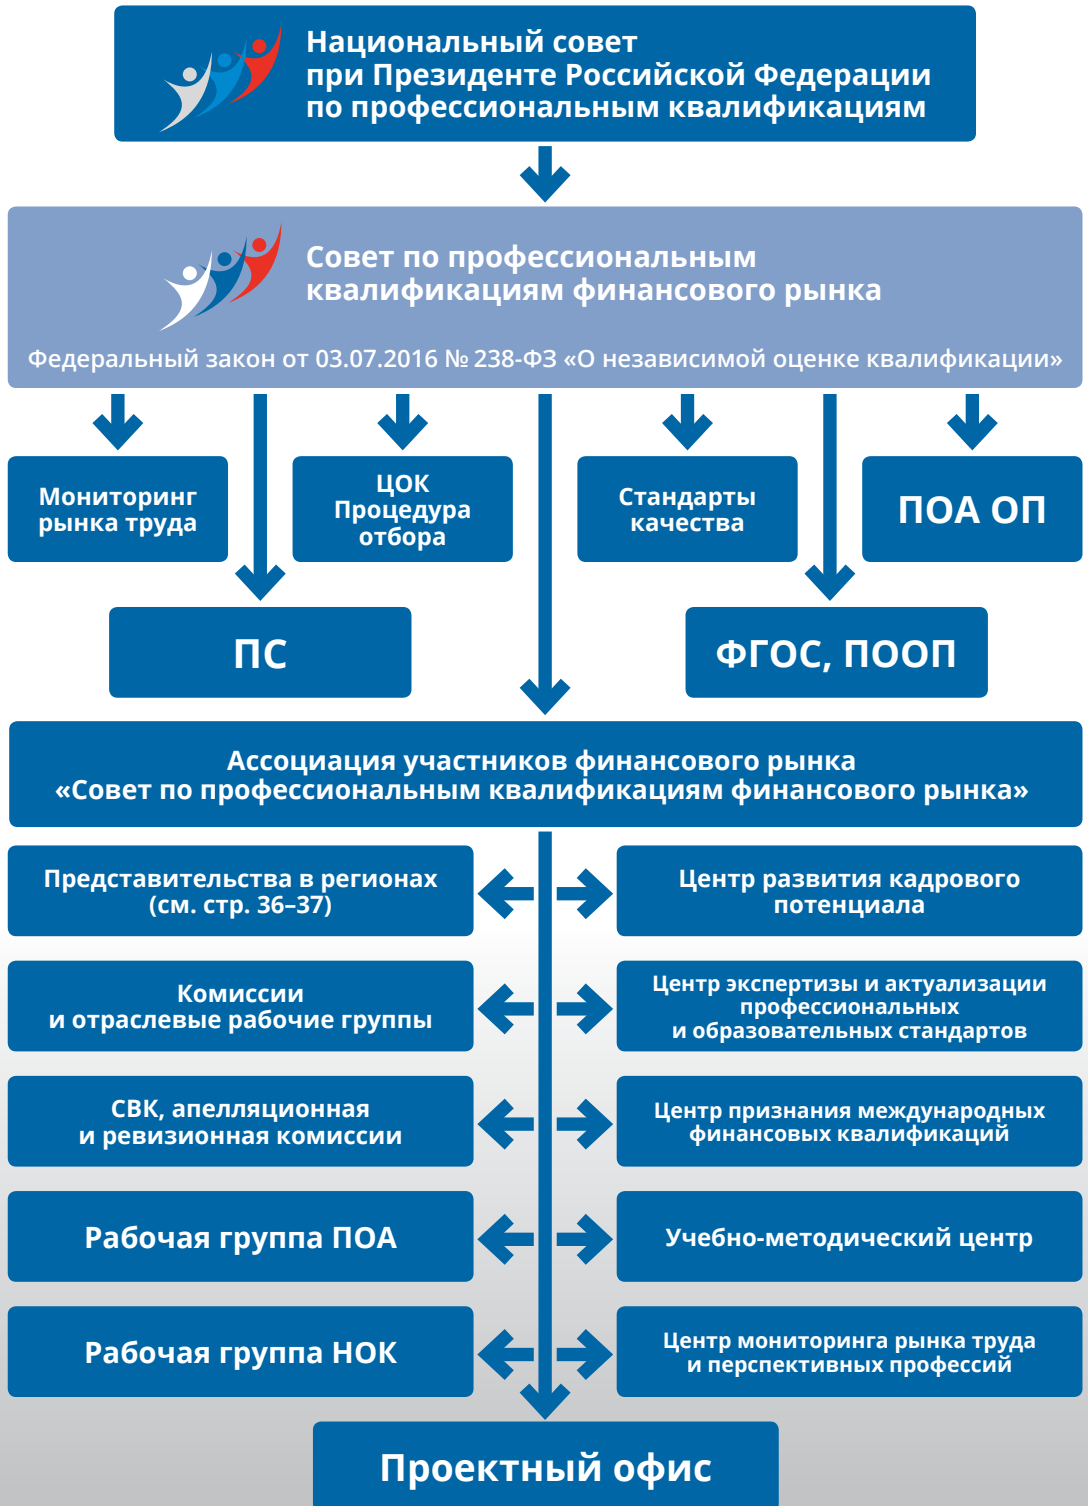 Национальный совет
при Президенте Российской Федерации
по профессиональным квалификациям
Совет по профессиональным
квалификациям финансового рынка
Федеральный закон от 03.07.2016 № 238-ФЗ «О независимой оценке квалификации»
Мониторинг
рынка труда
ЦОК
Процедура
отбора
Стандарты
качества
ПОА ОП
ПС
ФГОС, ПООП
Ассоциация участников финансового рынка
«Совет по профессиональным квалификациям финансового рынка»
Представительства в регионах
(см. стр. 36–37)
Центр развития кадрового
потенциала
Комиссии
и отраслевые рабочие группы
Центр экспертизы и актуализации
профессиональных
и образовательных стандартов
СВК, апелляционная
и ревизионная комиссии
Центр признания международных
финансовых квалификаций
Рабочая группа ПОА
Учебно-методический центр
Рабочая группа НОК
Центр мониторинга рынка труда
и перспективных профессий
Проектный офис